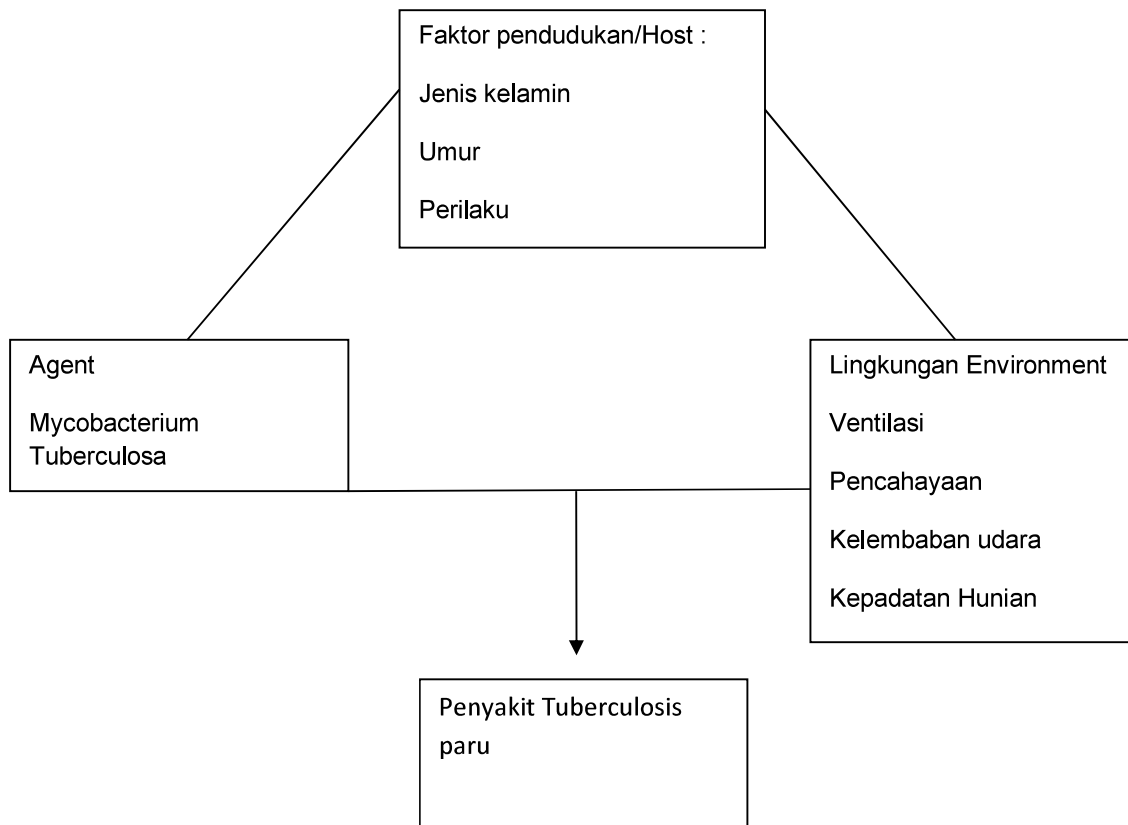 Faktor pendudukan/Host :
Jenis kelamin
Umur
Perilaku
Agent
Mycobacterium
Tuberculosa
Lingkungan Environment
Ventilasi
Pencahayaan
Kelembaban udara
Kepadatan Hunian
Penyakit Tuberculosis
paru